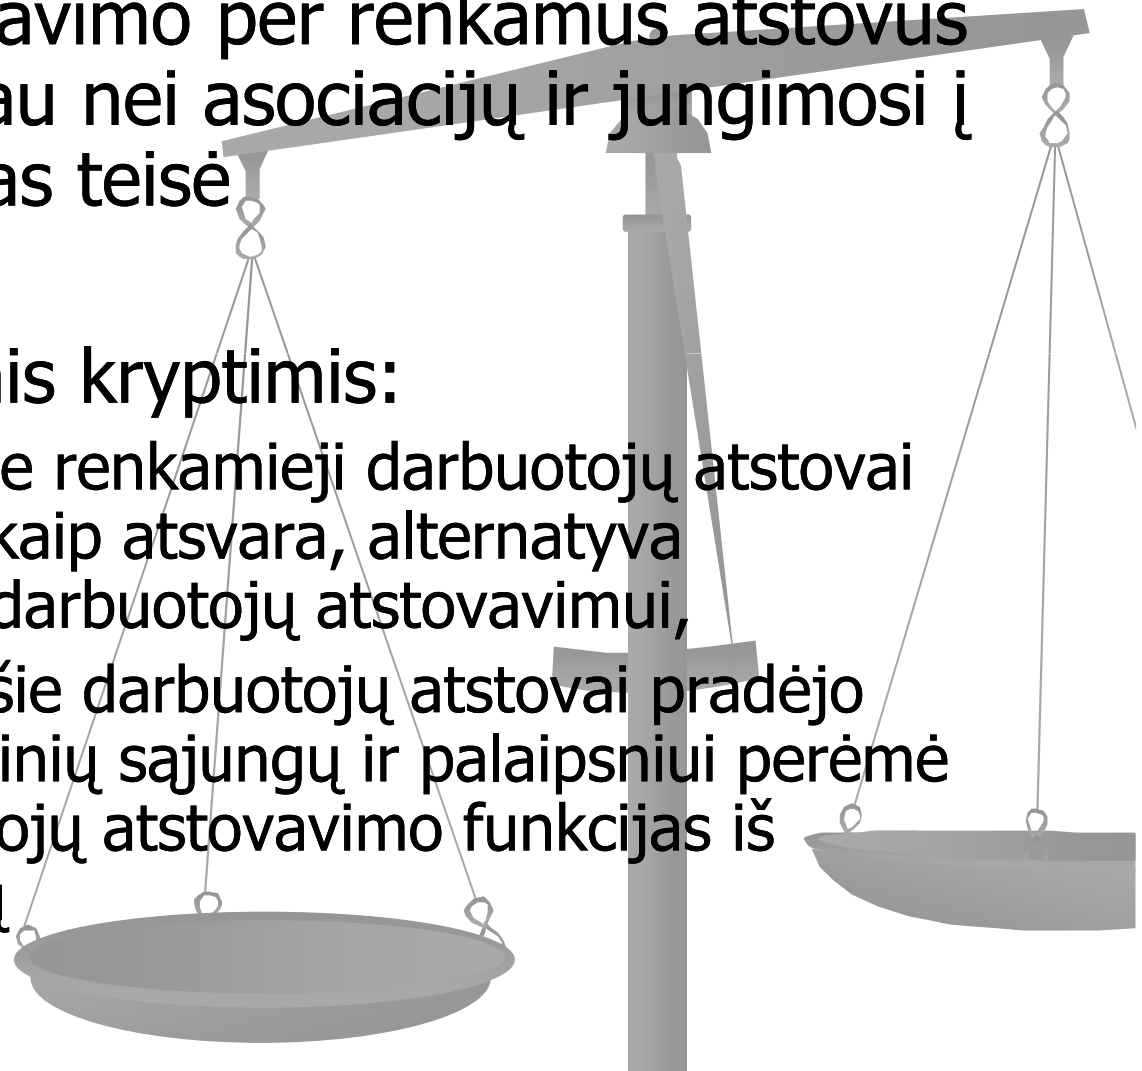 avimo per renkamus atstovus
au nei asociacijų ir jungimosi į
as teisė
is kryptimis:
e renkamieji darbuotojų atstovai
kaip atsvara, alternatyva
darbuotojų atstovavimui,
šie darbuotojų atstovai pradėjo
inių sąjungų ir palaipsniui perėmė
ojų atstovavimo funkcijas iš
ų